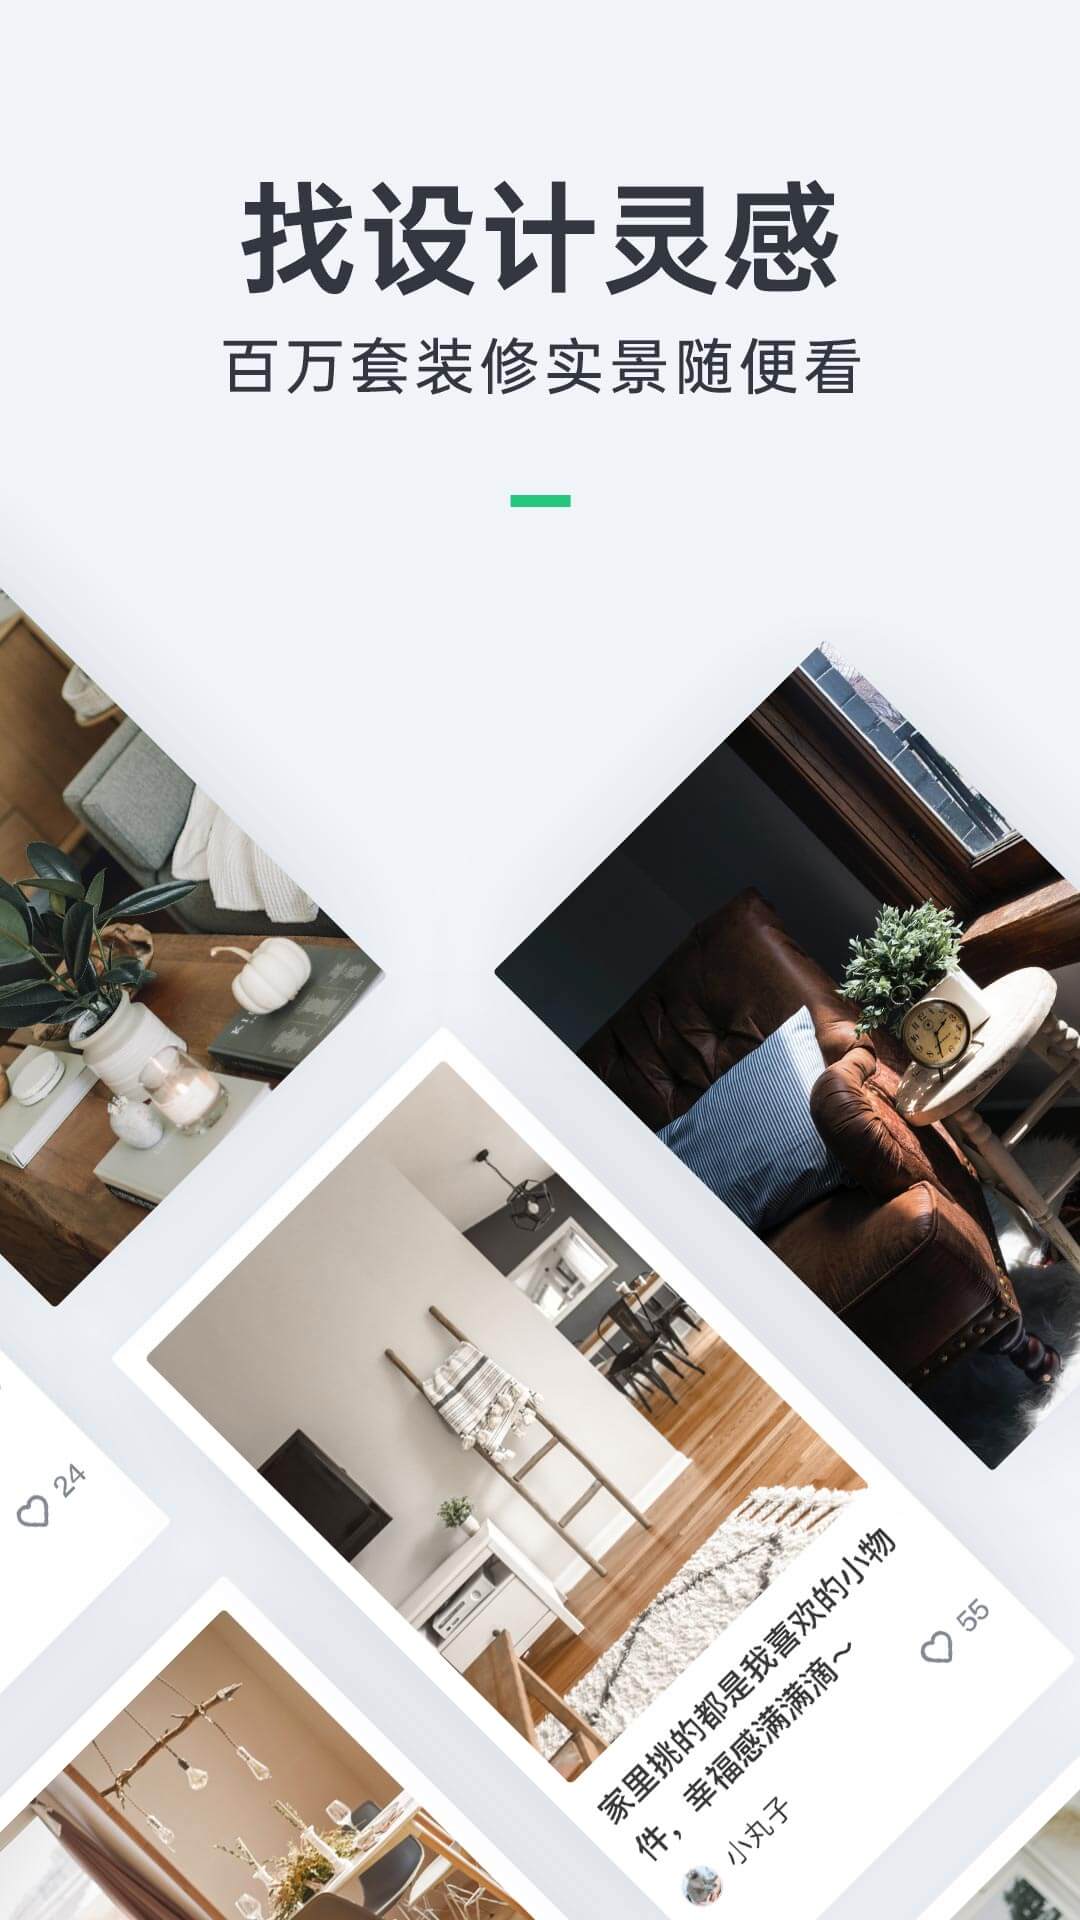 找设计灵感
百万套装修实景随便看
24
家里挑的都是我喜欢的小物
件，幸福感满满滴～
55
小丸子